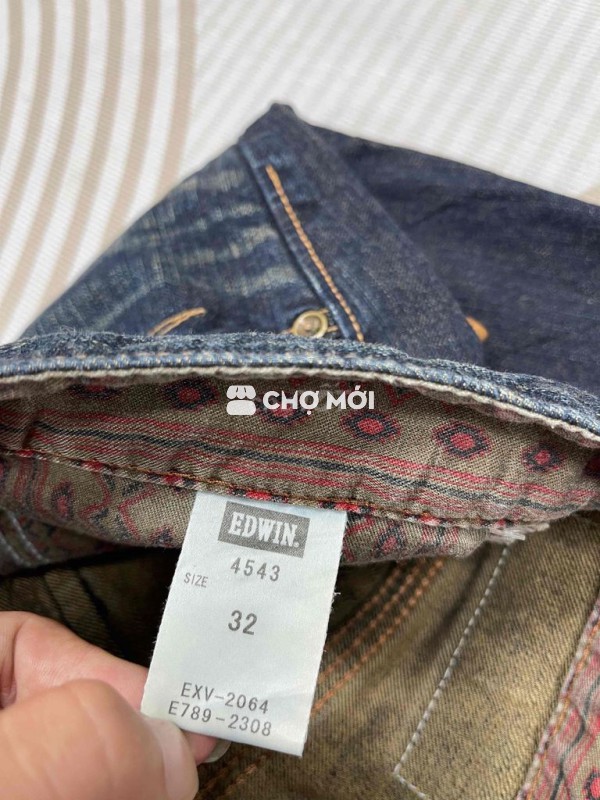 CHỢ MỚI
EDWIN.
4543
SIZE
32
EXV-2064
E789-2308